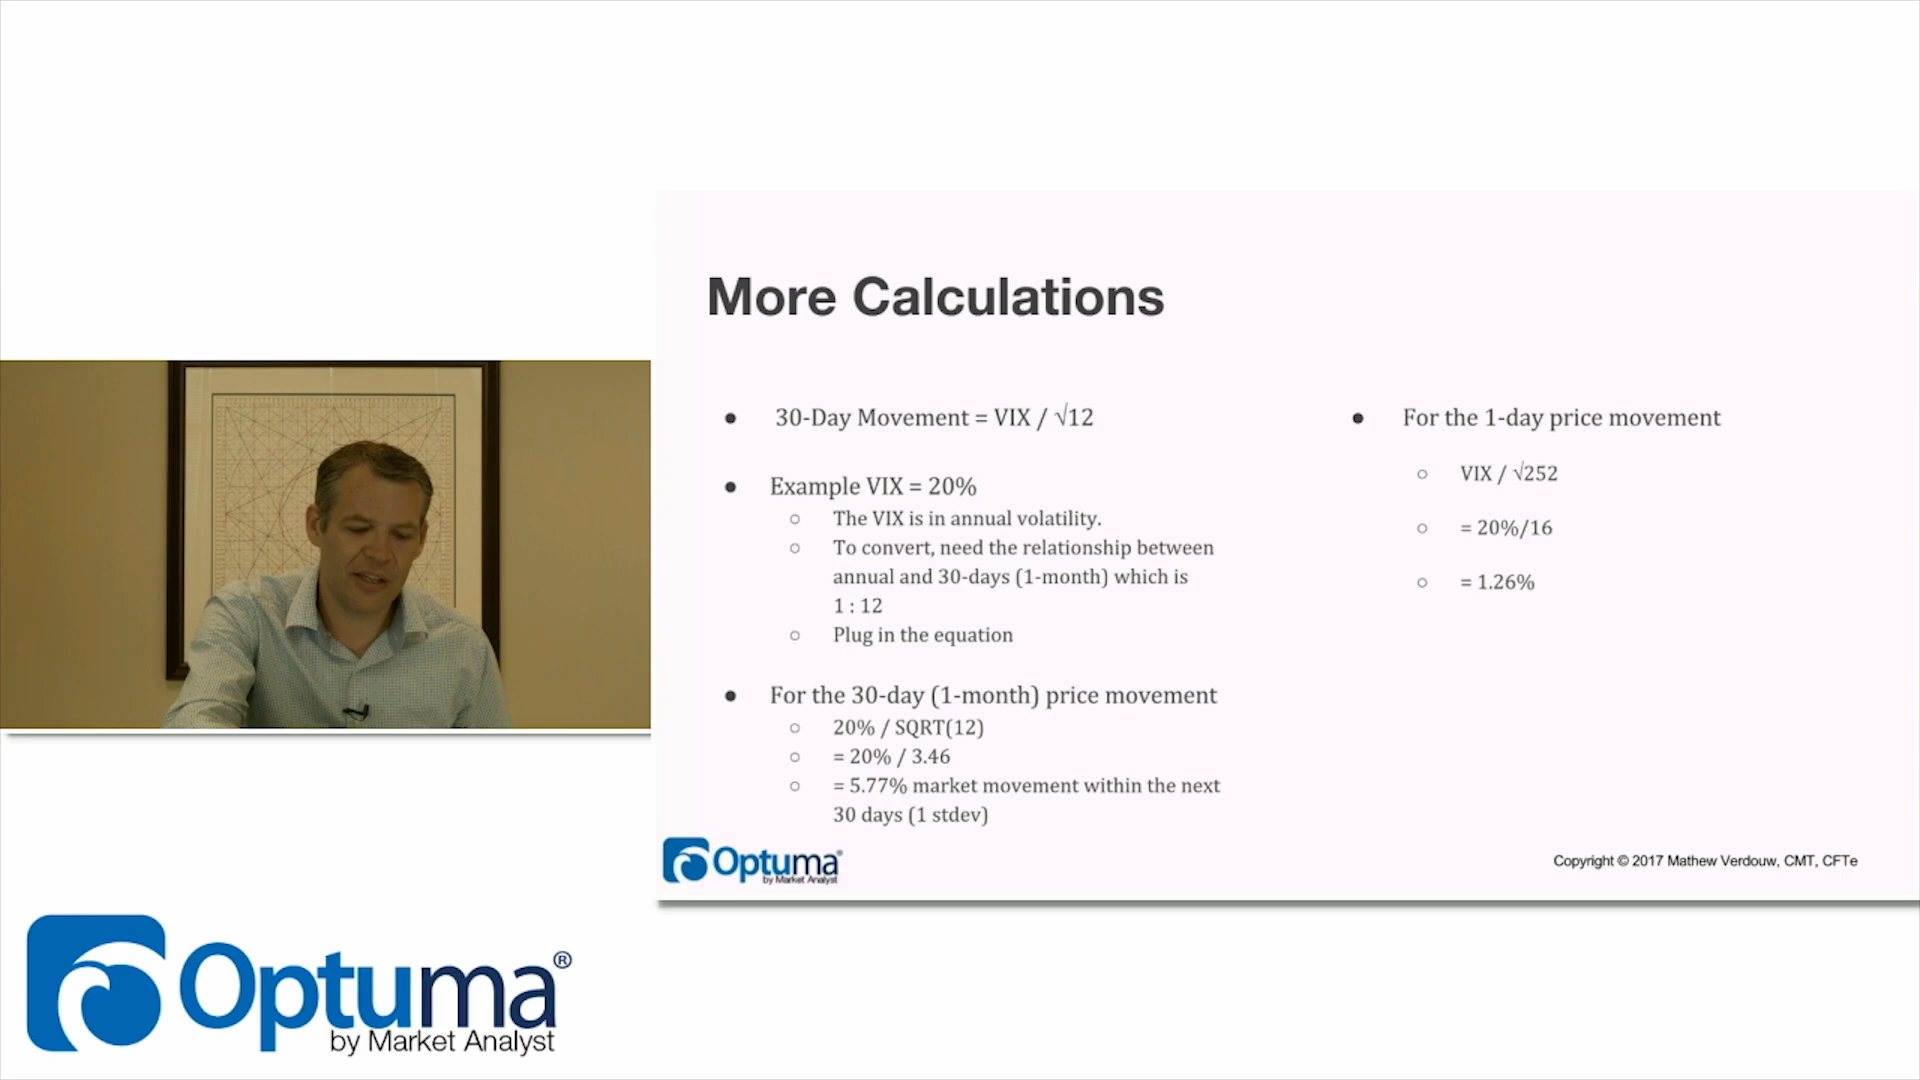 More Calculations
● 30-Day Movement = VIX / √12
● Example VIX = 20%
○ The VIX is in annual volatility.
○ To convert, need the relationship between
annual and 30-days (1-month) which is
1 : 12
○ Plug in the equation
● For the 30-day (1-month) price movement
○ 20% / SQRT(12)
○ = 20% / 3.46
○ = 5.77% market movement within the next
30 days (1 stdev)
● For the 1-day price movement
○ VIX / √252
○ = 20%/16
○ = 1.26%
Optuma®
by Market Analyst
Copyright © 2017 Mathew Verdouw, CMT, CFTe
Optuma®
by Market Analyst